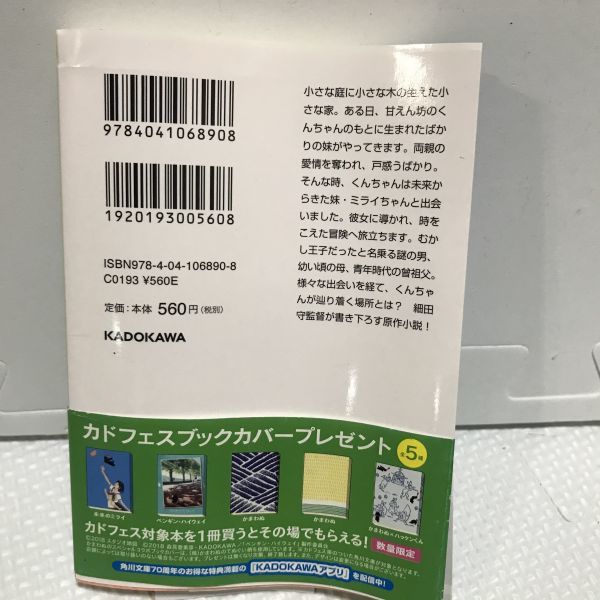 9784041068908
1920193005608
ISBN978-4-04-106890-8
C0193 ¥560E
定価：本体 560円（税別）
KADOKAWA
小さな庭に小さな木の生えた小
さな家。ある日、甘えん坊のく
んちゃんのもとに生まれたばか
りの妹がやってきます。両親の
愛情を奪われ、戸惑うばかり。
そんな時、くんちゃんは未来か
らきた妹・ミライちゃんと出会
いました。彼女に導かれ、時を
こえた冒険へ旅立ちます。むか
し王子だったと名乗る謎の男、
幼い頃の母、青年時代の曾祖父。
様々な出会いを経て、くんちゃ
んが辿り着く場所とは？ 細田
守監督が書き下ろす原作小説！
カドフェスブックカバープレゼント
全5種
未来のミライ
ペンギン・ハイウェイ
かまわぬ
かまわぬ
かまわぬ×ハッケンくん
カドフェス対象本を1冊買うとその場でもらえる！
数量限定
角川文庫70周年のお得な特典満載の「KADOKAWAアプリ」を配信中！